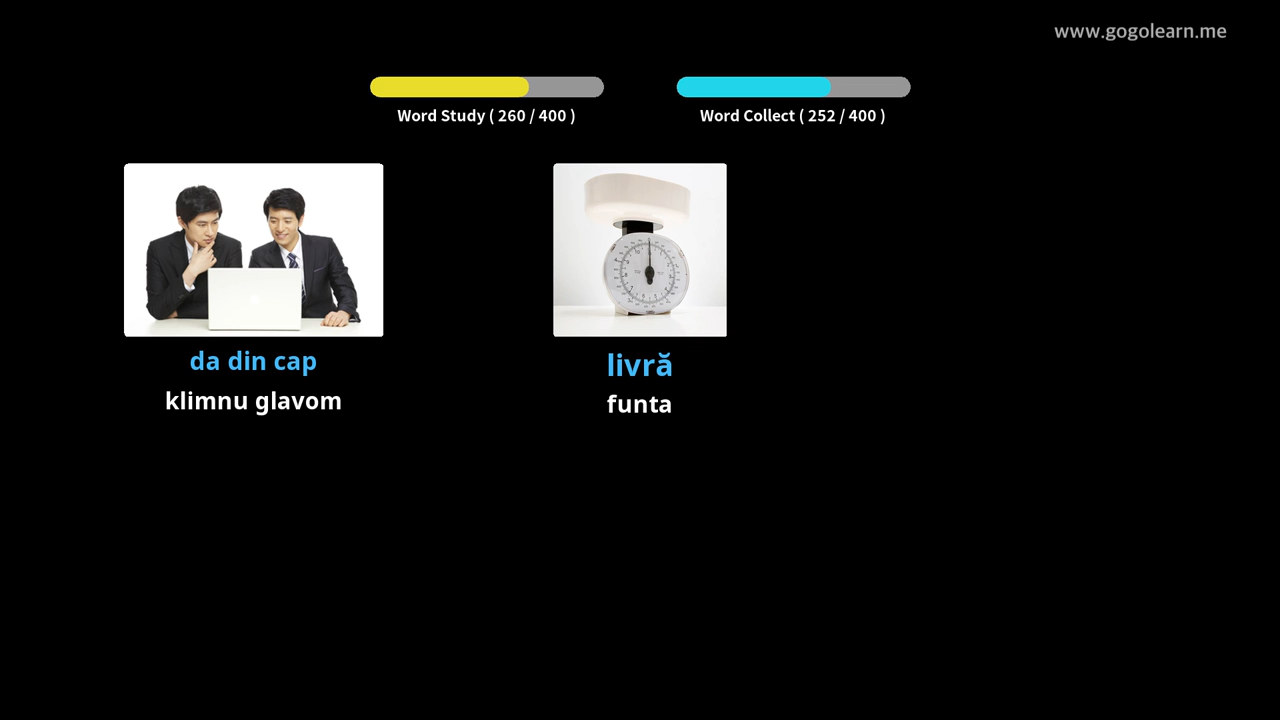 www.gogolearn.me
Word Study ( 260 / 400 )
Word Collect ( 252 / 400 )
da din cap
klimnu glavom
livră
funta